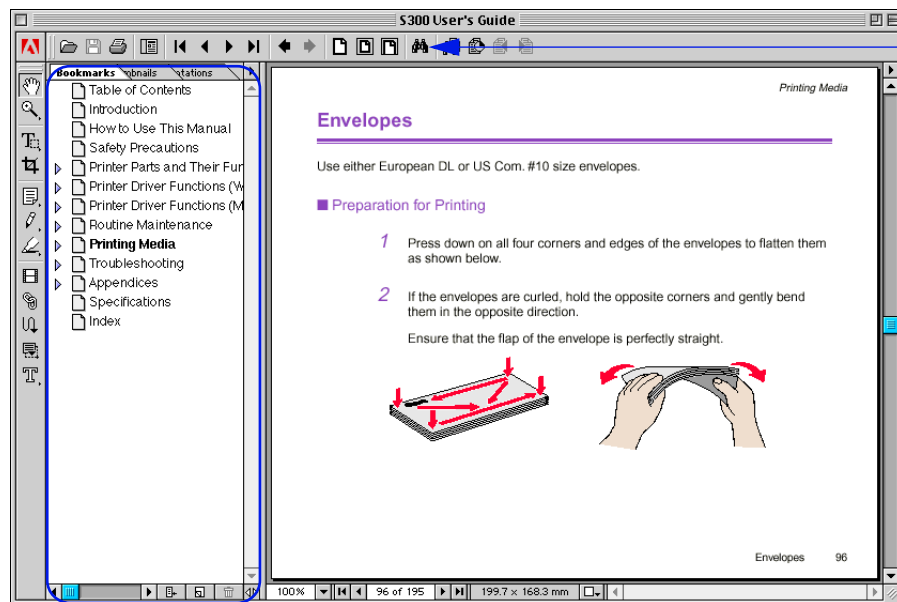 S300 User's Guide
Bookmarks
Table of Contents
Introduction
How to Use This Manual
Safety Precautions
Printer Parts and Their Fur
Printer Driver Functions (W
Printer Driver Functions (M
Routine Maintenance
Printing Media
Troubleshooting
Appendices
Specifications
Index
Printing Media
Envelopes
Use either European DL or US Com. #10 size envelopes.
Preparation for Printing
1 Press down on all four corners and edges of the envelopes to flatten them
as shown below.
2 If the envelopes are curled, hold the opposite corners and gently bend
them in the opposite direction.
Ensure that the flap of the envelope is perfectly straight.
Envelopes 96
100% 96 of 195 199.7 × 168.3 mm